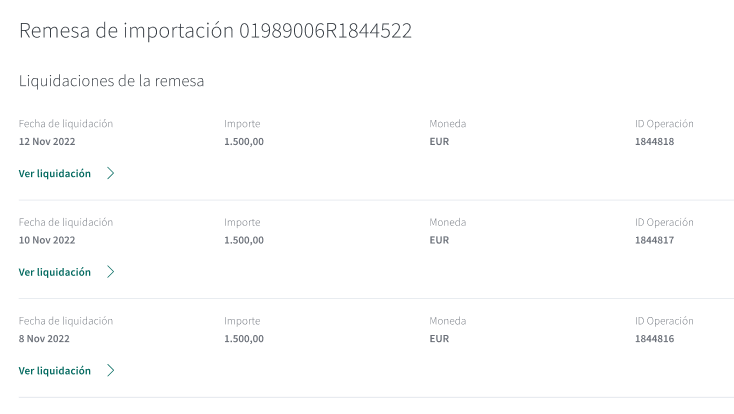 Remesa de importación 01989006R1844522
Liquidaciones de la remesa
Fecha de liquidación Importe Moneda ID Operación
12 Nov 2022 1.500,00 EUR 1844818
Ver liquidación
Fecha de liquidación Importe Moneda ID Operación
10 Nov 2022 1.500,00 EUR 1844817
Ver liquidación
Fecha de liquidación Importe Moneda ID Operación
8 Nov 2022 1.500,00 EUR 1844816
Ver liquidación